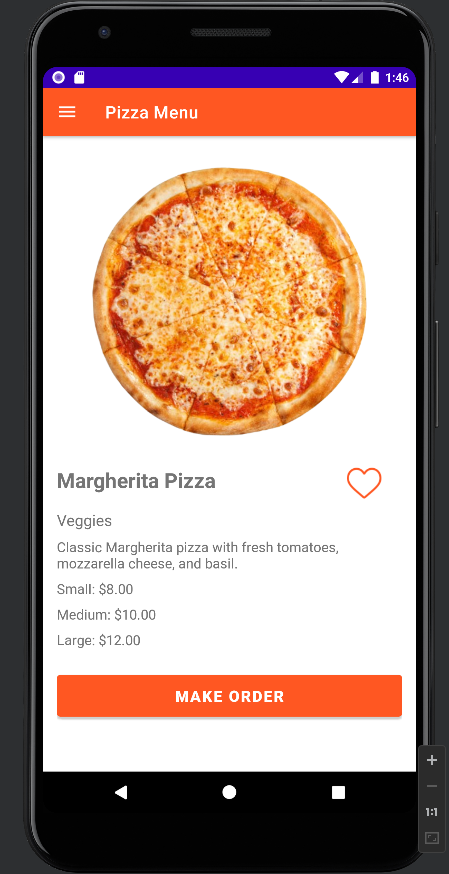 1:46
Pizza Menu
Margherita Pizza
Veggies
Classic Margherita pizza with fresh tomatoes,
mozzarella cheese, and basil.
Small: $8.00
Medium: $10.00
Large: $12.00
MAKE ORDER
1:1